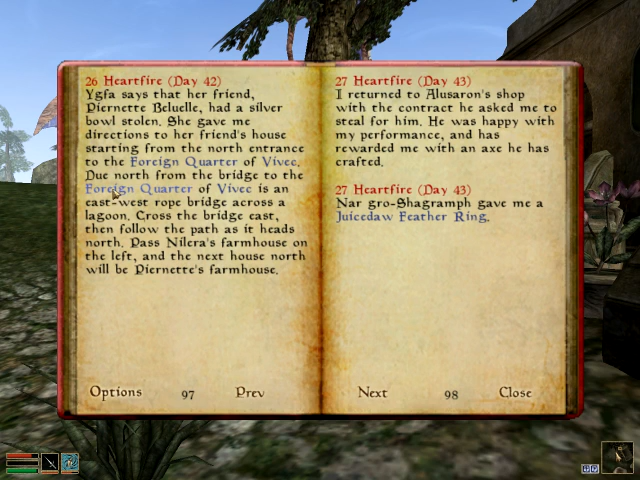 26 Heartfire (Day 42)
Ygfa says that her friend,
Piernette Beluelle, had a silver
bowl stolen. She gave me
directions to her friend's house
starting from the north entrance
to the Foreign Quarter of Vivec.
Due north from the bridge to the
Foreign Quarter of Vivec is an
east-west rope bridge across a
lagoon. Cross the bridge east,
then follow the path as it heads
north. Pass Nilera's farmhouse on
the left, and the next house north
will be Piernette's farmhouse.
Options
97
Prev
27 Heartfire (Day 43)
I returned to Alusaron's shop
with the contract he asked me to
steal for him. He was happy with
my performance, and has
rewarded me with an axe he has
crafted.
27 Heartfire (Day 43)
Nar gro-Shagramph gave me a
Juicedaw Feather Ring.
Next
98
Close